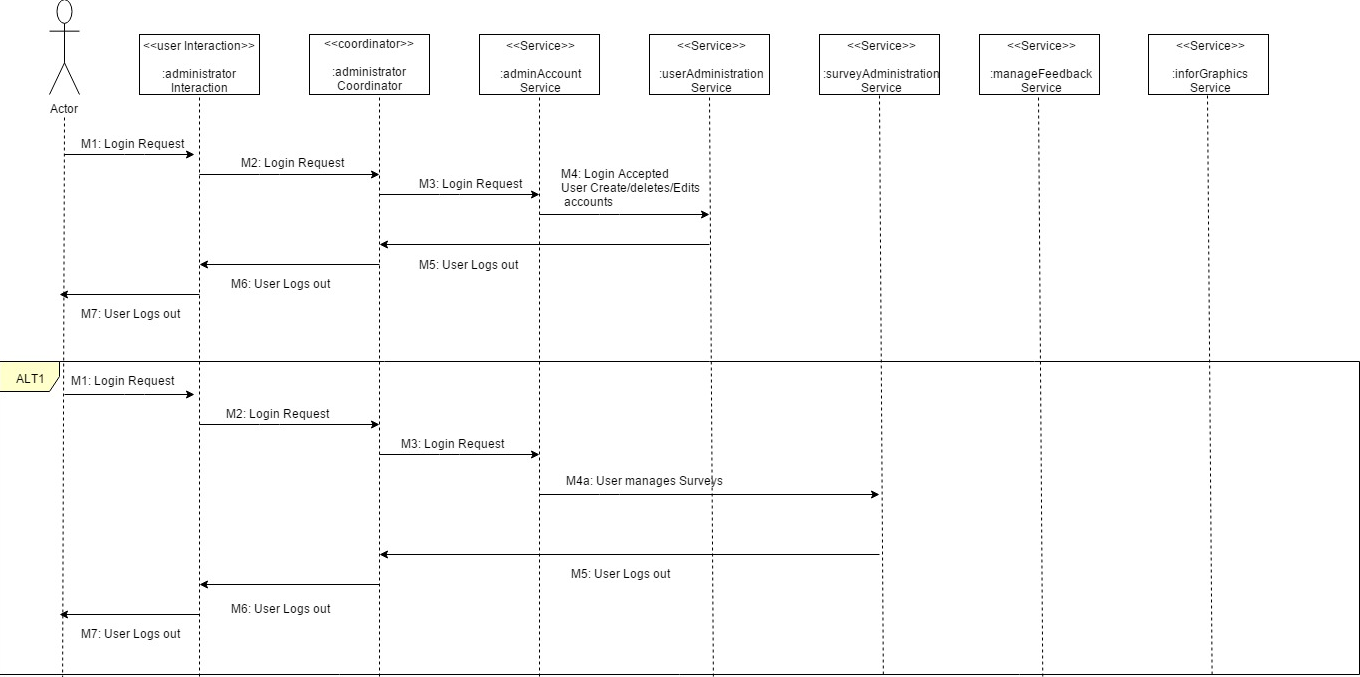 <<user Interaction>>
:administrator
Interaction
<<coordinator>>
:administrator
Coordinator
<<Service>>
:adminAccount
Service
<<Service>>
:userAdministration
Service
<<Service>>
:surveyAdministration
Service
<<Service>>
:manageFeedback
Service
<<Service>>
:inforGraphics
Service
Actor
M1: Login Request
M2: Login Request
M3: Login Request
M4: Login Accepted
User Create/deletes/Edits
accounts
M5: User Logs out
M6: User Logs out
M7: User Logs out
ALT1
M1: Login Request
M2: Login Request
M3: Login Request
M4a: User manages Surveys
M5: User Logs out
M6: User Logs out
M7: User Logs out